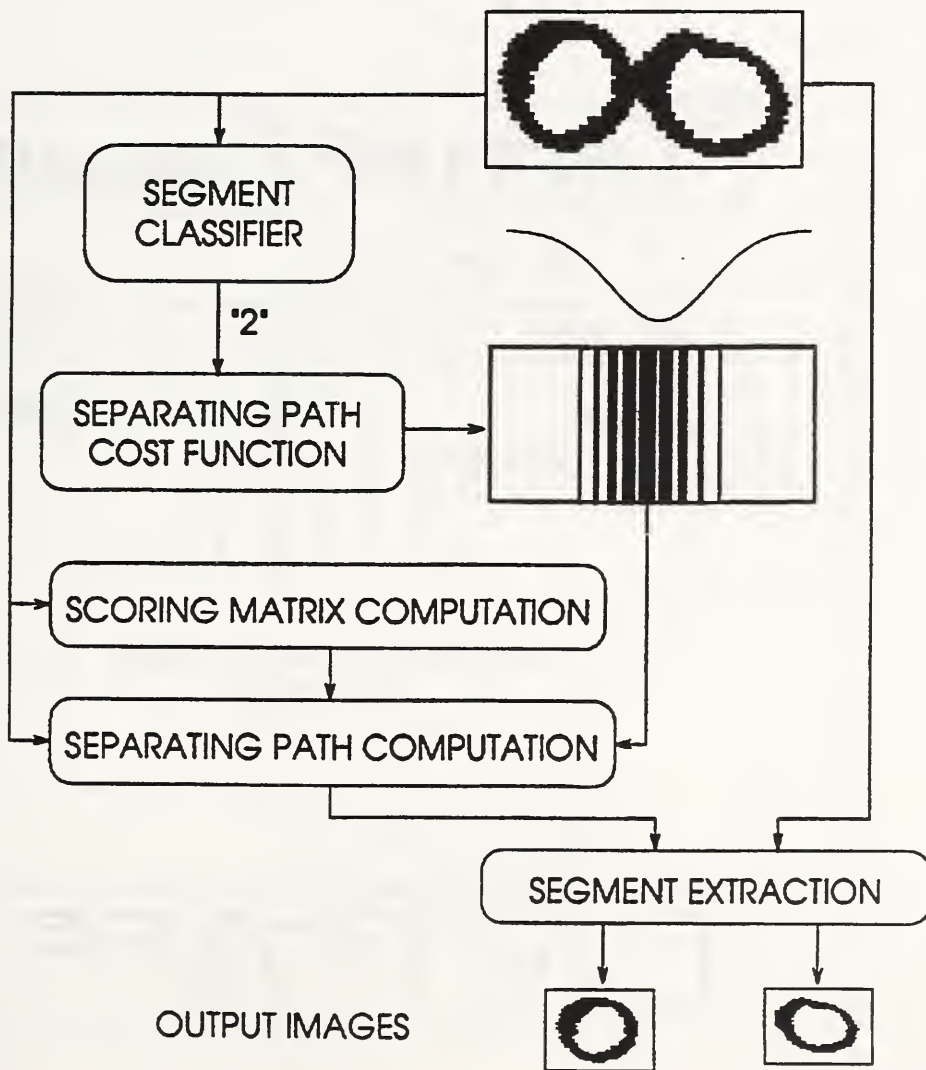 SEGMENT
CLASSIFIER
"2"
SEPARATING PATH
COST FUNCTION
SCORING MATRIX COMPUTATION
SEPARATING PATH COMPUTATION
SEGMENT EXTRACTION
OUTPUT IMAGES